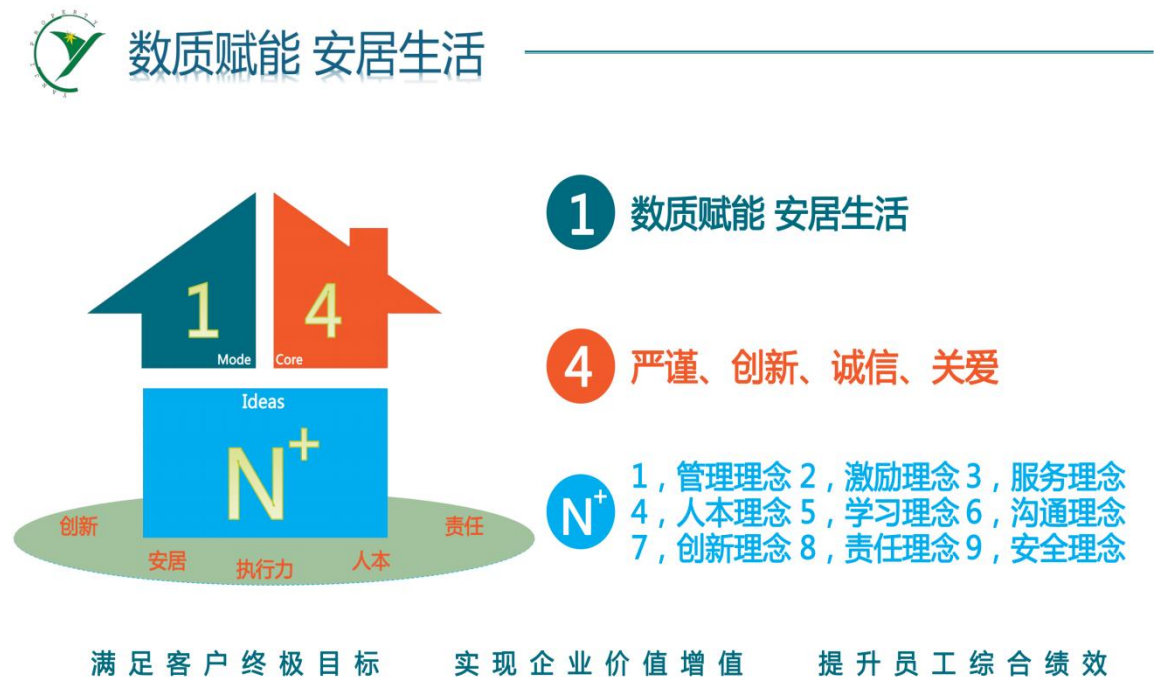 数质赋能 安居生活
1
Mode
4
Core
Ideas
N+
创新
安居
执行力
人本
责任
1 数质赋能 安居生活
4 严谨、创新、诚信、关爱
N+
1，管理理念 2，激励理念 3，服务理念
4，人本理念 5，学习理念 6，沟通理念
7，创新理念 8，责任理念 9，安全理念
满足客户终极目标 实现企业价值增值 提升员工综合绩效